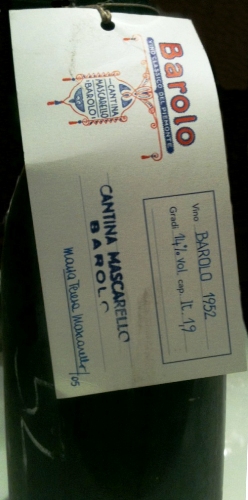 Barolo
VINO CLASSICO DEL PIEMONTE
CANTINA
MASCARELLO
BAROLO
Vino BAROLO 1952
Gradi 14% Vol cap. lt. 1,9
CANTINA MASCARELLO
BAROLO
Maria Teresa Mascarello/05